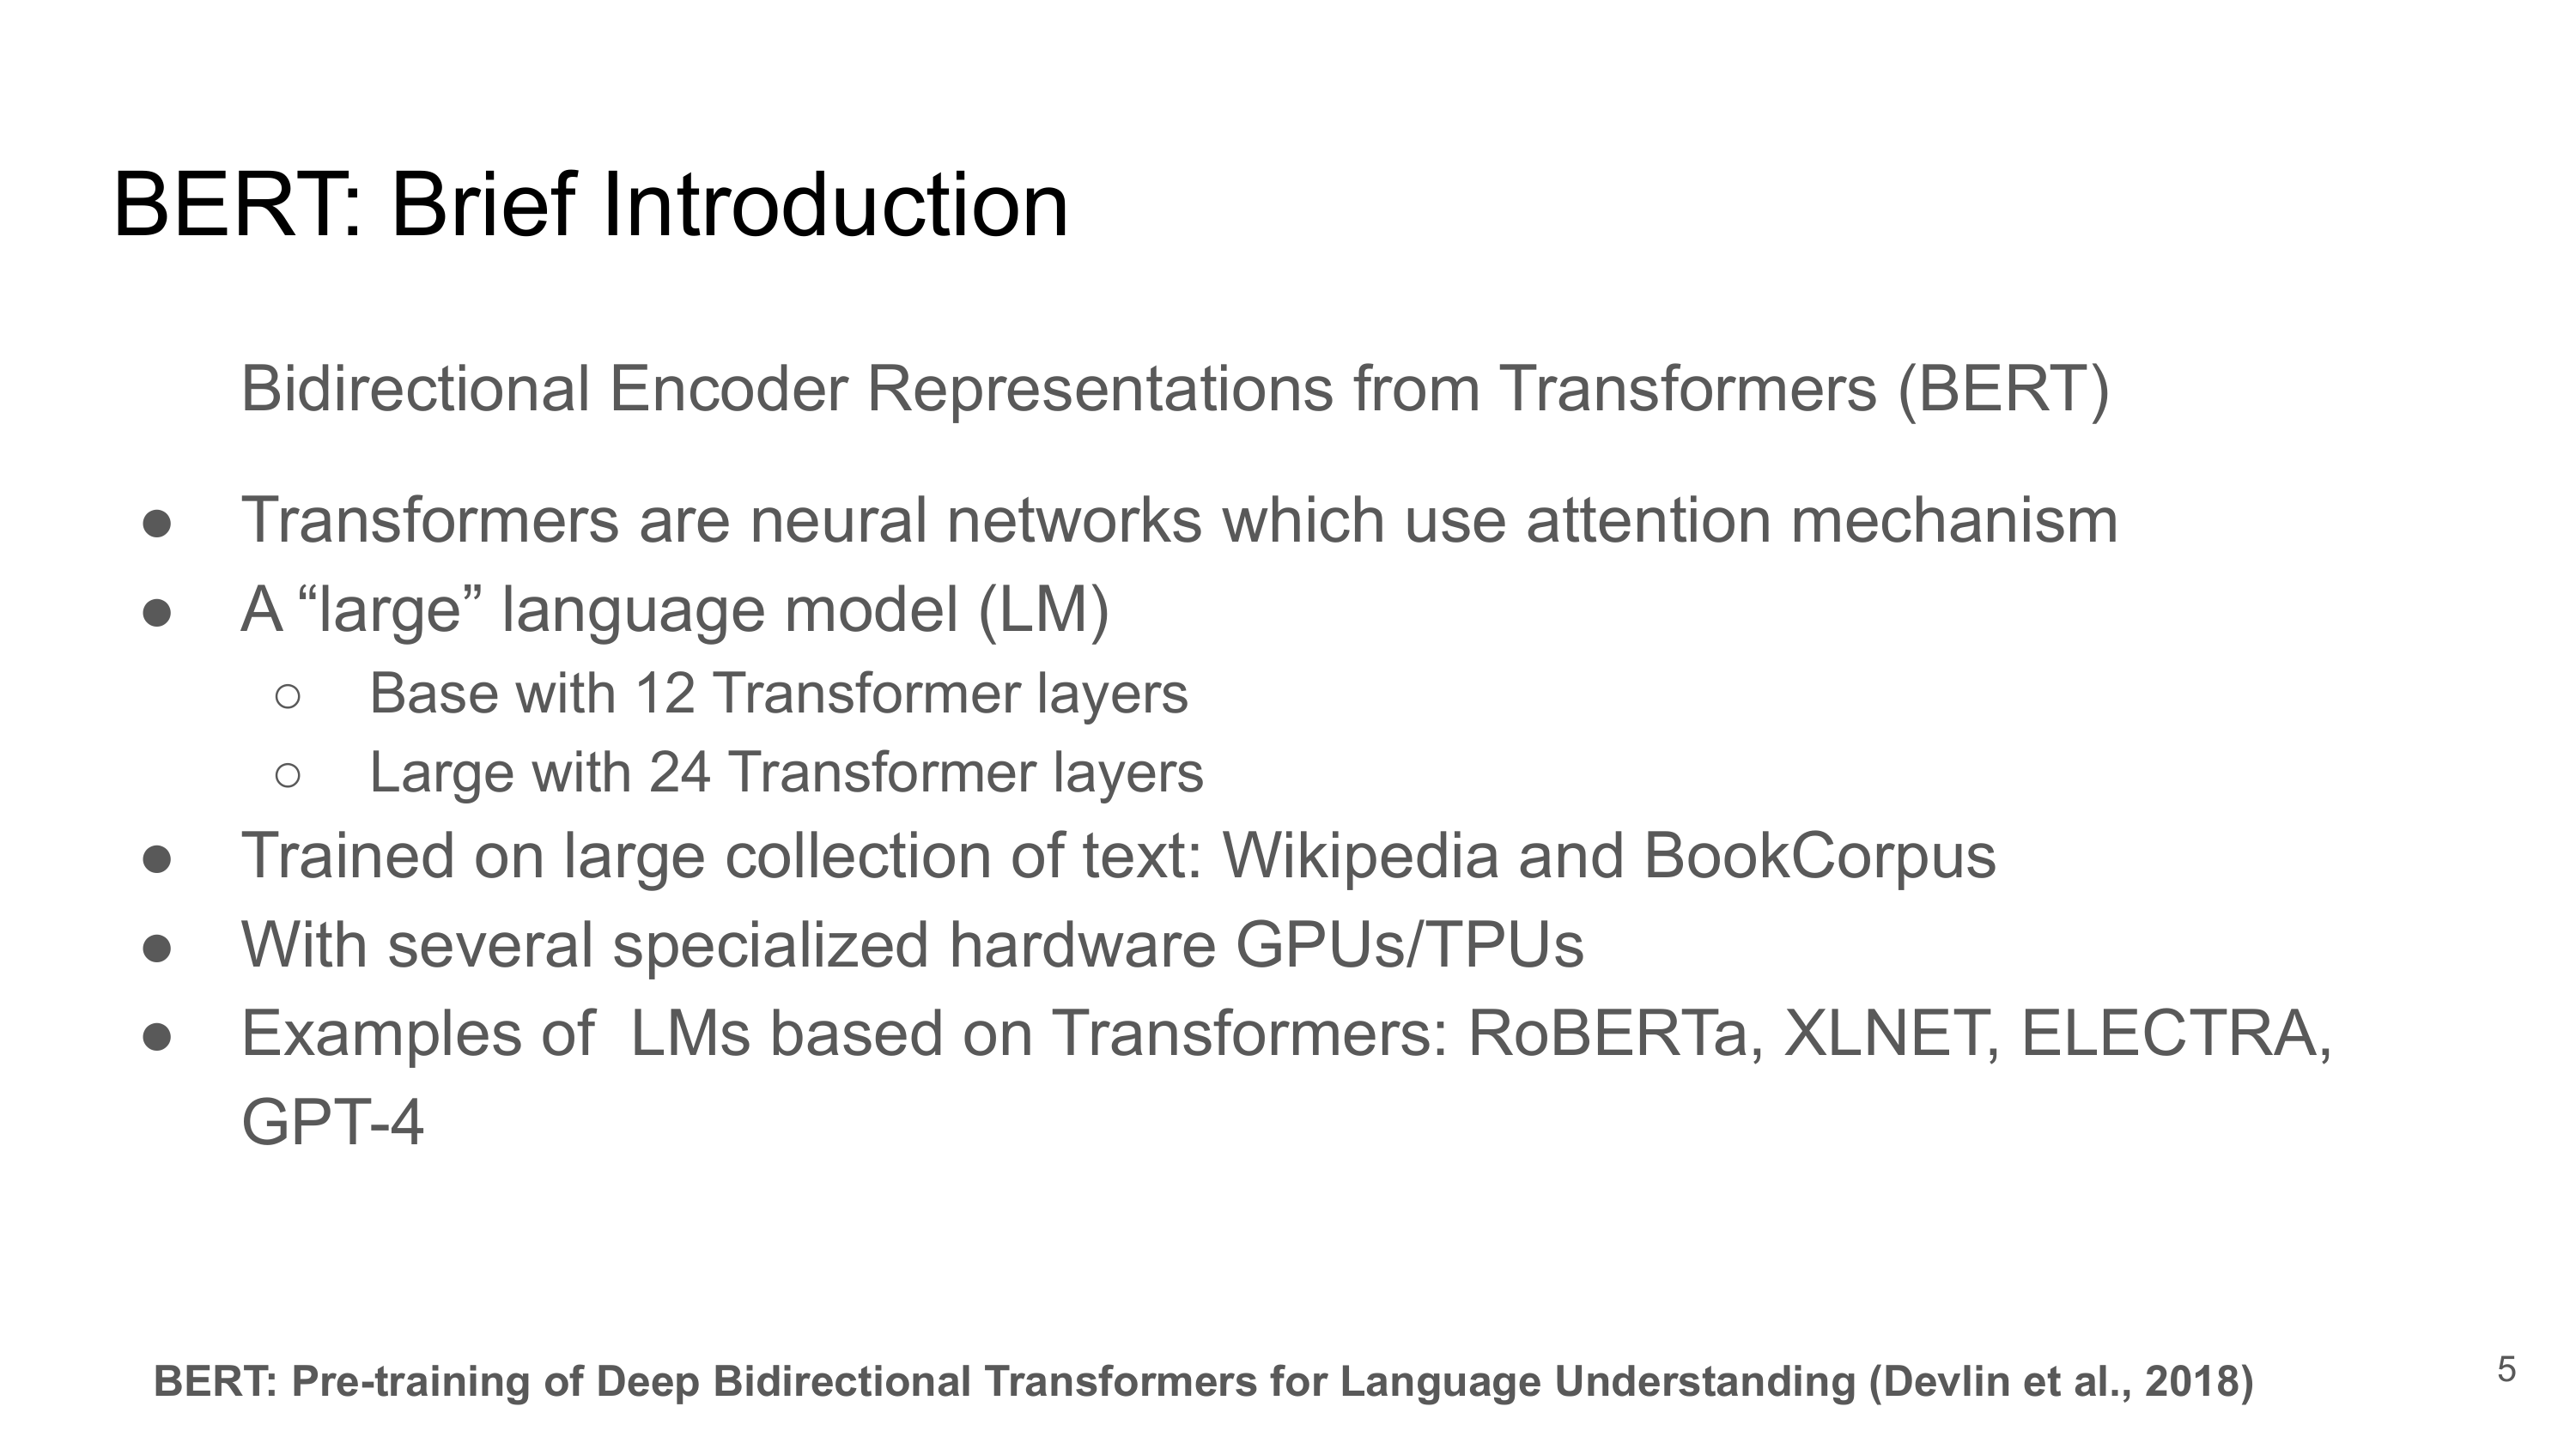 BERT: Brief Introduction
Bidirectional Encoder Representations from Transformers (BERT)
● Transformers are neural networks which use attention mechanism
● A “large” language model (LM)
○ Base with 12 Transformer layers
○ Large with 24 Transformer layers
● Trained on large collection of text: Wikipedia and BookCorpus
● With several specialized hardware GPUs/TPUs
● Examples of  LMs based on Transformers: RoBERTa, XLNET, ELECTRA,
GPT-4
BERT: Pre-training of Deep Bidirectional Transformers for Language Understanding (Devlin et al., 2018)
5